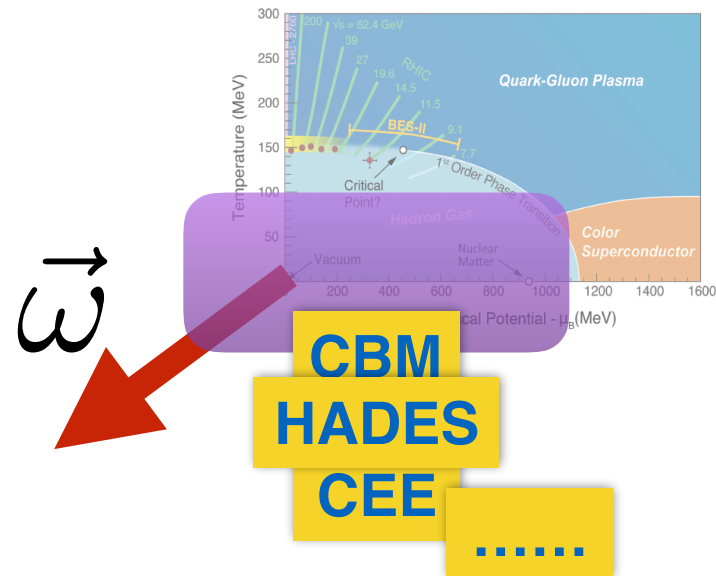 300
250
200
150
100
50
Temperature (MeV)
LHC 2760
200
√s = 62.4 GeV
39
27
19.6
14.5
11.5
9.1
7.7
RHIC
BES-II
Quark-Gluon Plasma
Critical
Point?
1st Order Phase Transition
Hadron Gas
Color
Superconductor
Vacuum
Nuclear
Matter
200
400
600
800
1000
1200
1400
1600
cal Potential - μB(MeV)
ω⃗
CBM
HADES
CEE
......